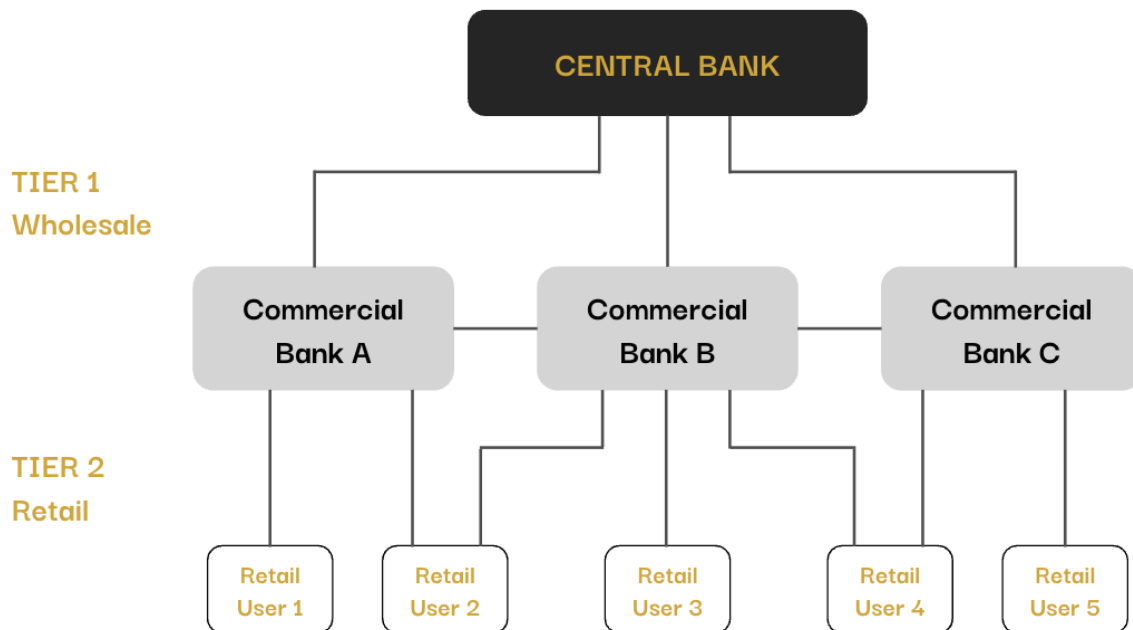 CENTRAL BANK
TIER 1
Wholesale
Commercial
Bank A
Commercial
Bank B
Commercial
Bank C
TIER 2
Retail
Retail
User 1
Retail
User 2
Retail
User 3
Retail
User 4
Retail
User 5